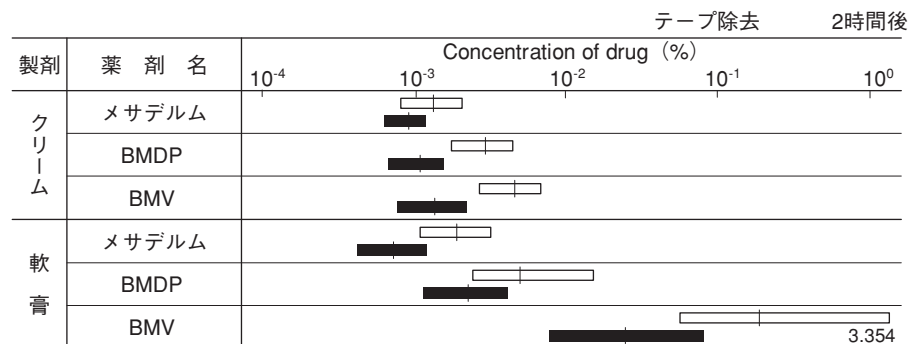 テープ除去 2時間後
製剤 薬剤名 Concentration of drug (%)
10⁻⁴ 10⁻³ 10⁻² 10⁻¹ 10⁰
クリーム
メサデルム
BMDP
BMV
軟膏
メサデルム
BMDP
BMV
3.354